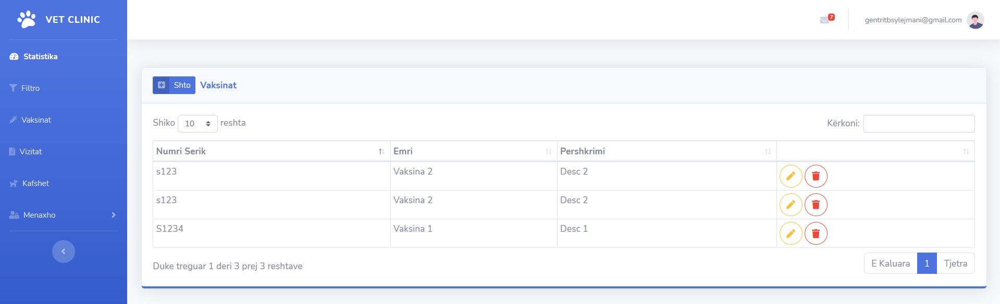 VET CLINIC
7
gentritbsylejmani@gmail.com
Statistika
Filtro
Vaksinat
Vizitat
Kafshet
Menaxho
Shto Vaksinat
Shiko 10 reshta
Kërkoni:
Numri Serik Emri Pershkrimi
s123 Vaksina 2 Desc 2
s123 Vaksina 2 Desc 2
S1234 Vaksina 1 Desc 1
Duke treguar 1 deri 3 prej 3 reshtave
E Kaluara 1 Tjetra